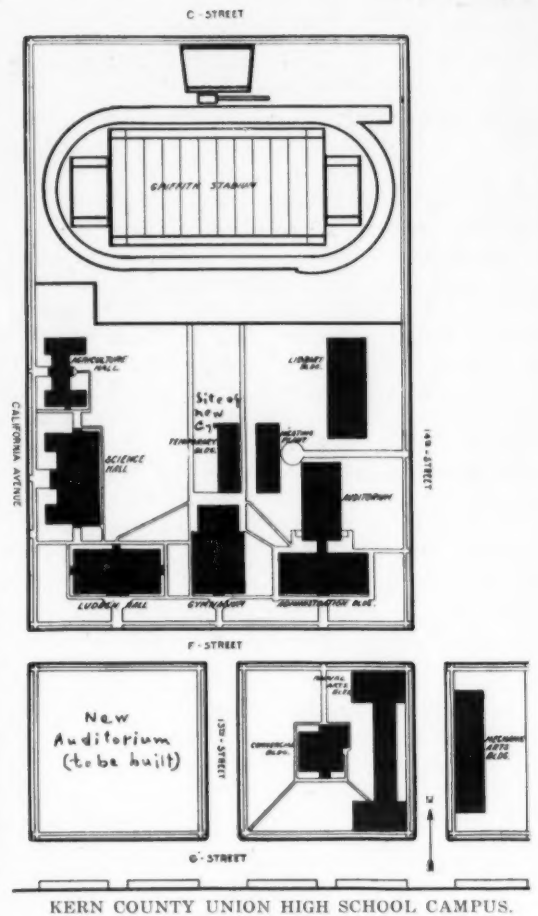 C - STREET
GRIFFITH STADIUM
AGRICULTURE
HALL
LIBRARY
BLDG.
CALIFORNIA AVENUE
Site of
new
Gym
TEMPORARY
BLDG.
HEATING
PLANT
14TH - STREET
SCIENCE
HALL
AUDITORIUM
LUDDEN HALL
GYMNASIUM
ADMINISTRATION BLDG.
F - STREET
New
Auditorium
(to be built)
13TH - STREET
MANUAL
ARTS
BLDG.
COMMERCIAL
BLDG.
MECHANIC
ARTS
BLDG.
N
G - STREET
KERN COUNTY UNION HIGH SCHOOL CAMPUS.